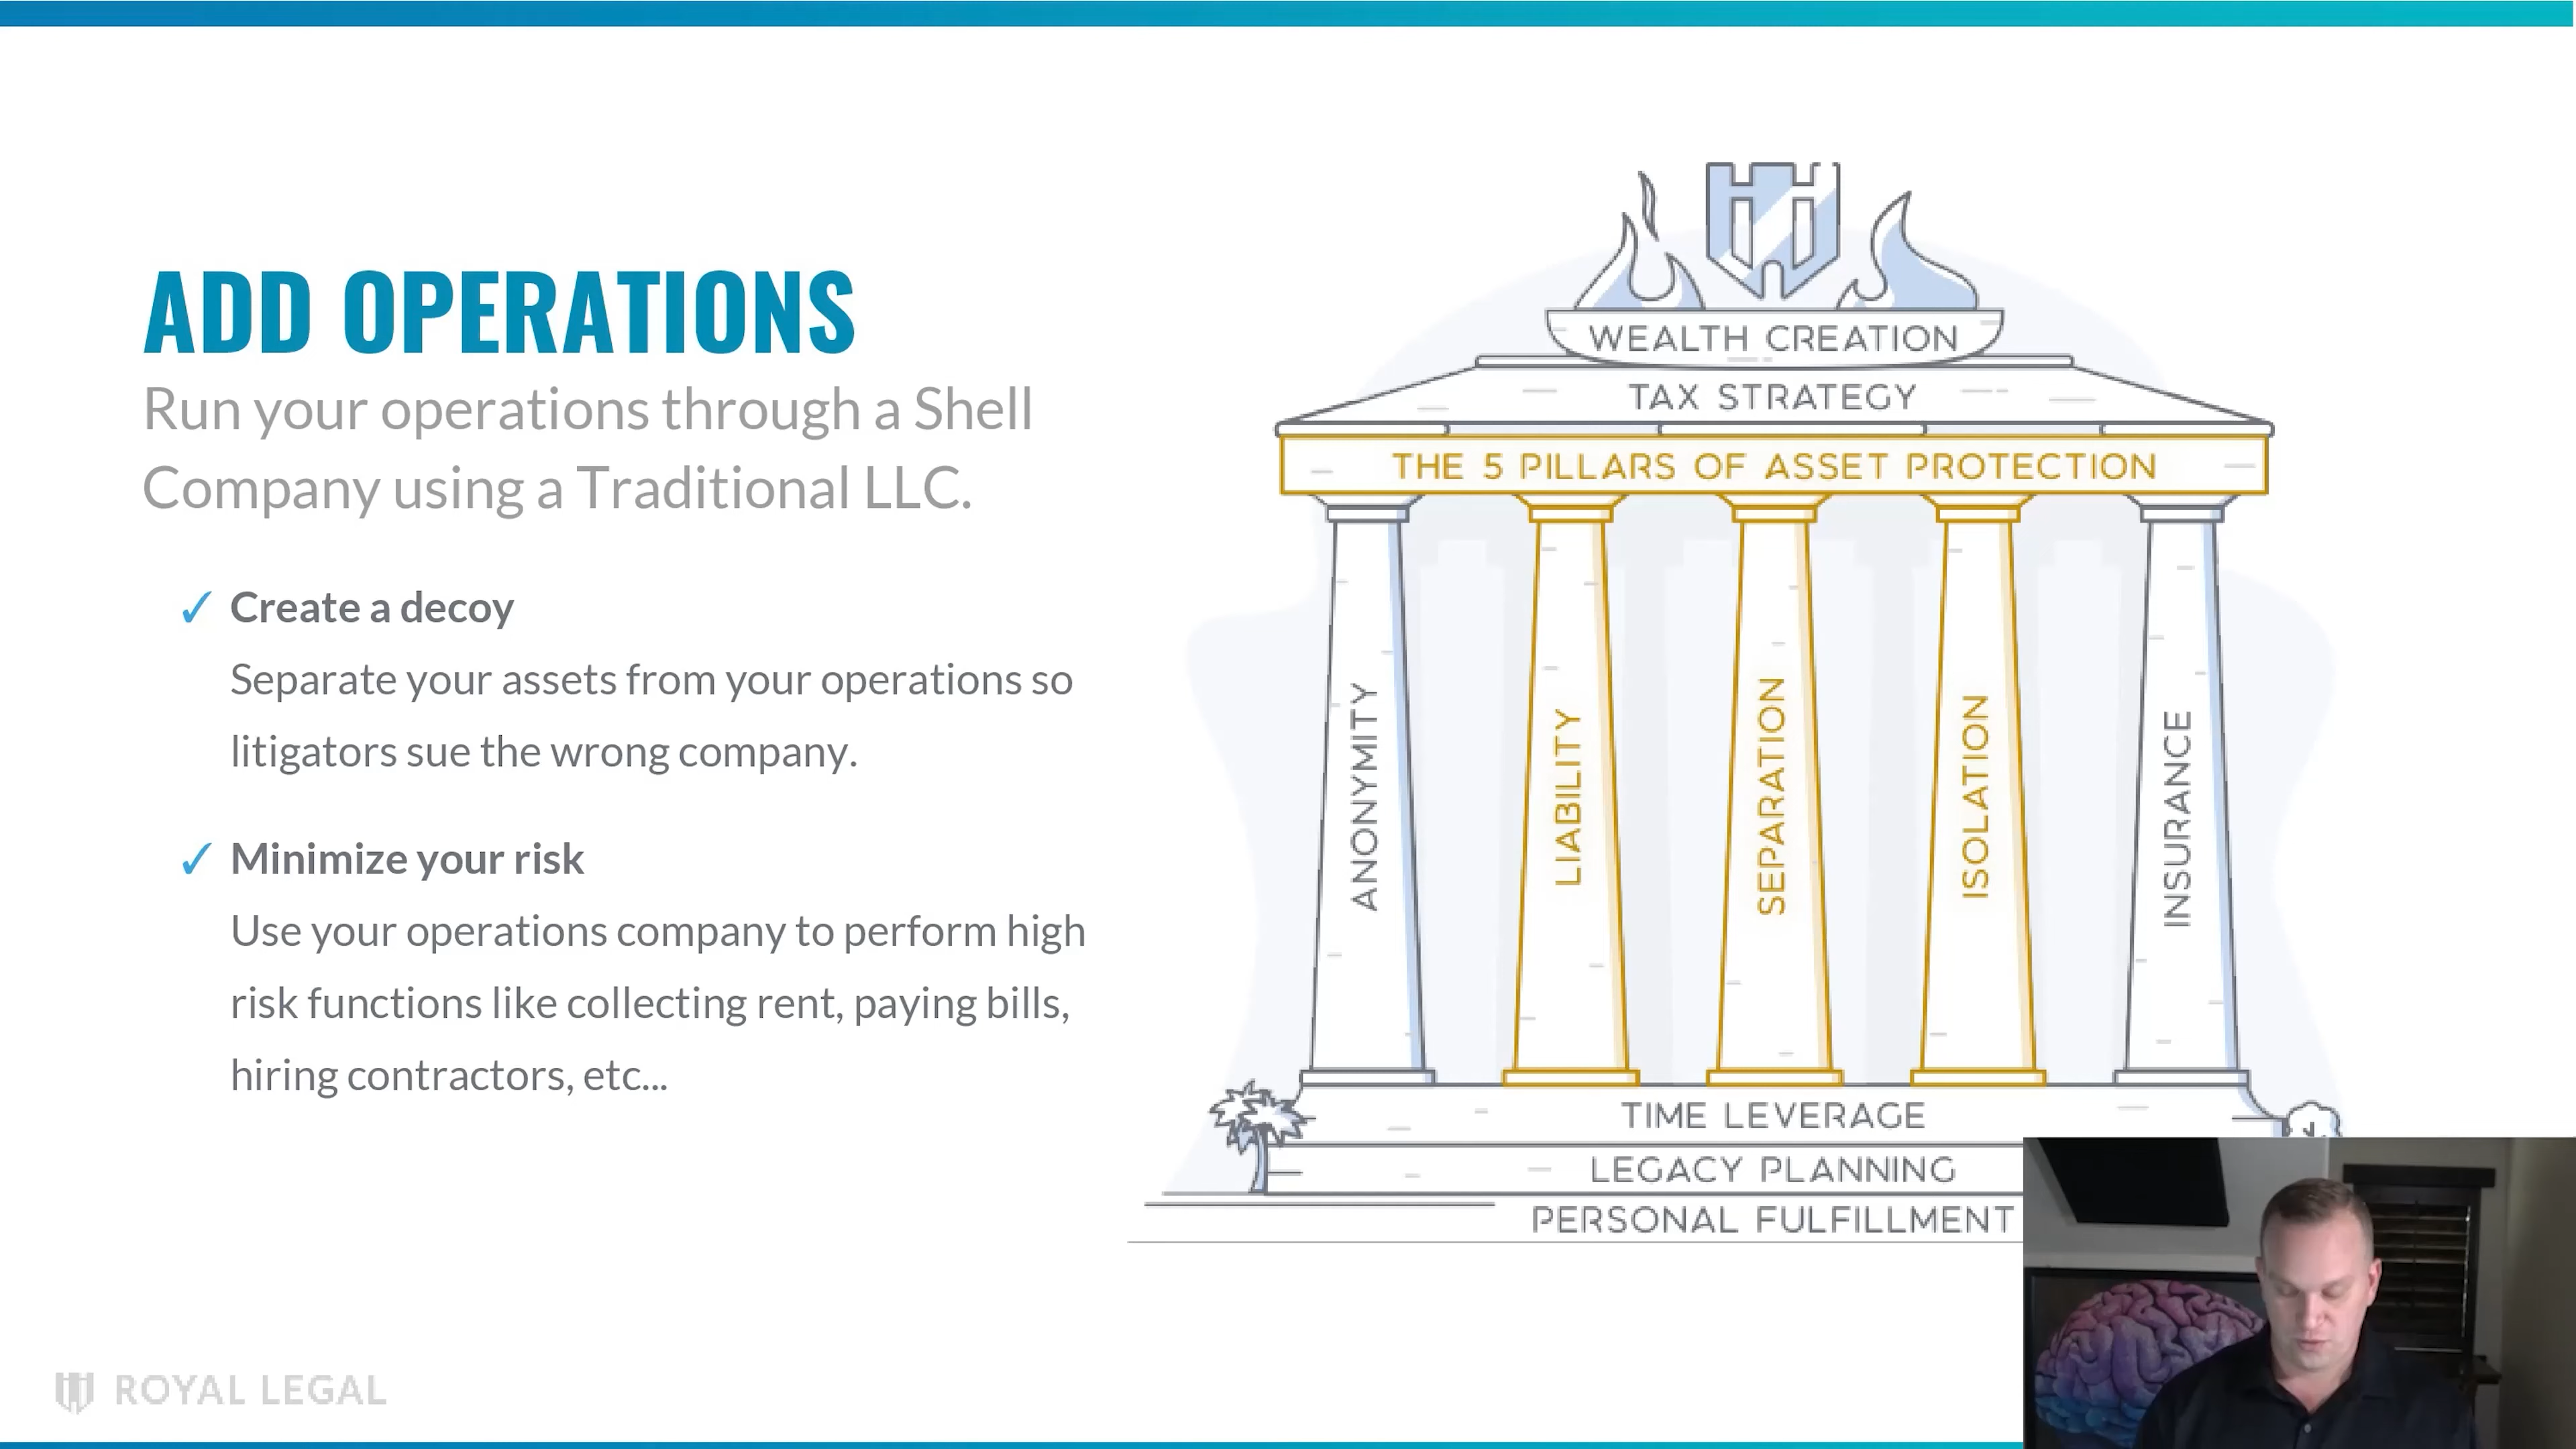 ADD OPERATIONS
Run your operations through a Shell
Company using a Traditional LLC.
✓ Create a decoy
Separate your assets from your operations so
litigators sue the wrong company.
✓ Minimize your risk
Use your operations company to perform high
risk functions like collecting rent, paying bills,
hiring contractors, etc...
WEALTH CREATION
TAX STRATEGY
THE 5 PILLARS OF ASSET PROTECTION
ANONYMITY
LIABILITY
SEPARATION
ISOLATION
INSURANCE
TIME LEVERAGE
LEGACY PLANNING
PERSONAL FULFILLMENT
ROYAL LEGAL